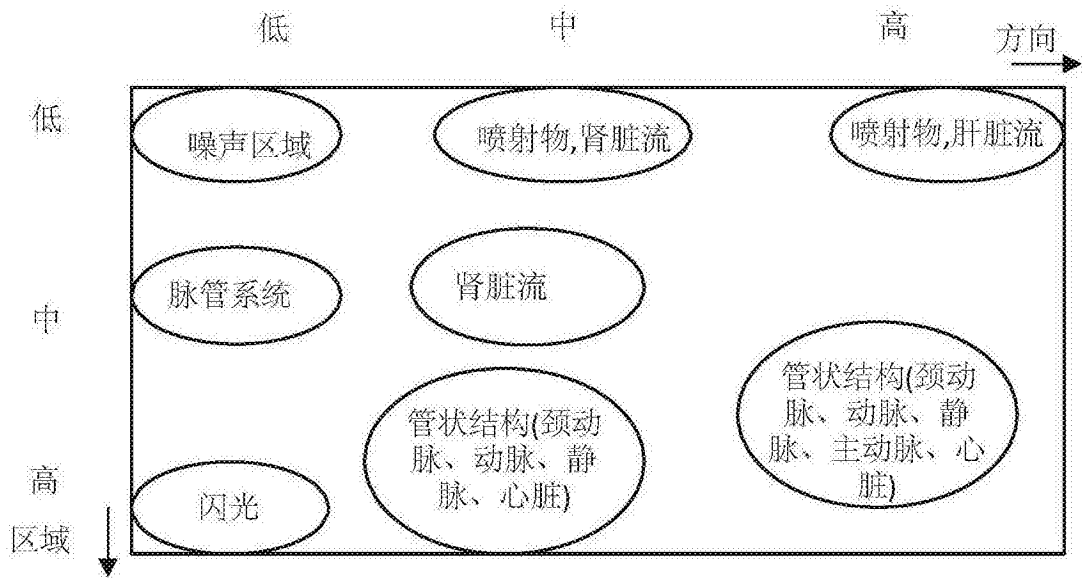 低
中
高
方向
低
噪声区域
喷射物,肾脏流
喷射物,肝脏流
中
脉管系统
肾脏流
管状结构(颈动
脉、动脉、静
脉、主动脉、心
脏)
管状结构(颈动
脉、动脉、静
脉、心脏)
高
闪光
区域